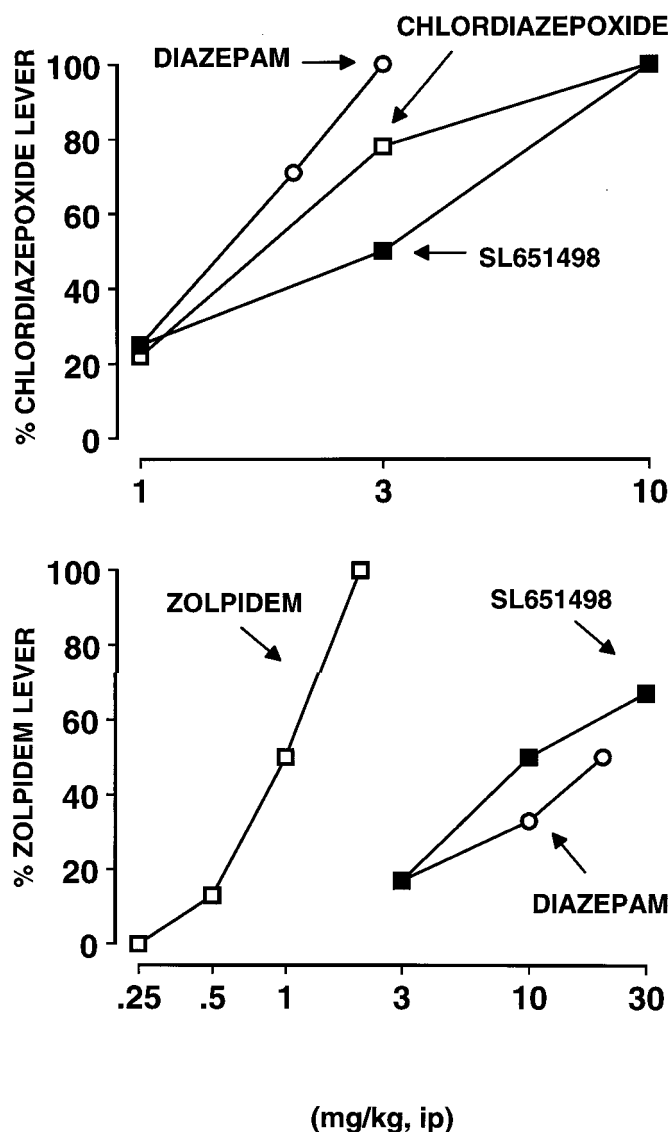 CHLORDIAZEPOXIDE
DIAZEPAM
SL651498
% CHLORDIAZEPOXIDE LEVER
100
80
60
40
20
0
1 3 10
ZOLPIDEM
SL651498
DIAZEPAM
% ZOLPIDEM LEVER
100
80
60
40
20
0
.25 .5 1 3 10 30
(mg/kg, ip)